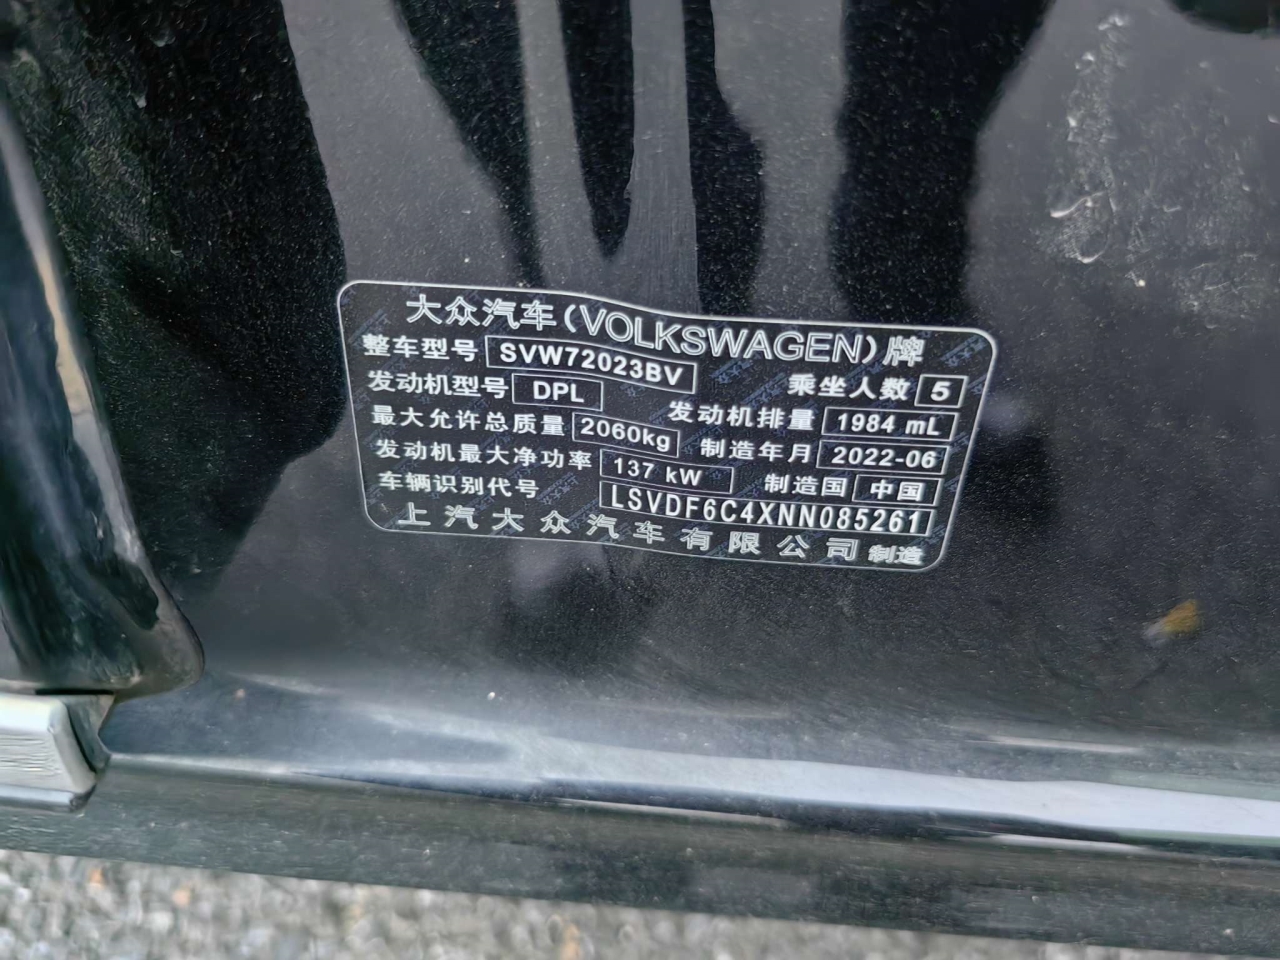 大众汽车(VOLKSWAGEN)牌
整车型号 SVW72023BV 乘坐人数 5
发动机型号 DPL 发动机排量 1984 mL
最大允许总质量 2060kg 制造年月 2022-06
发动机最大净功率 137 kW 制造国 中国
车辆识别代号 LSVDF6C4XNN085261
上汽大众汽车有限公司 制造